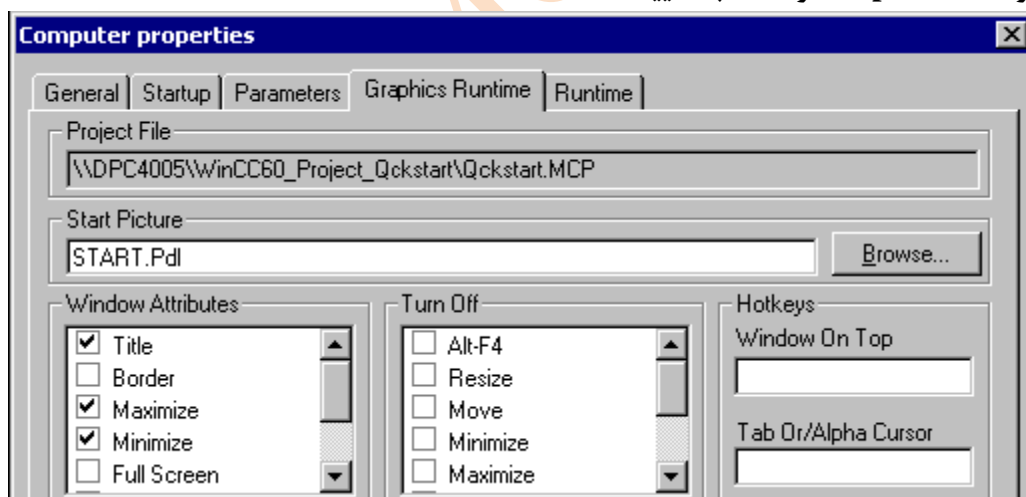 Computer properties
General Startup Parameters Graphics Runtime Runtime
Project File
\\DPC4005\WinCC60_Project_Qckstart\Qckstart.MCP
Start Picture
START.Pdl
Browse...
Window Attributes
Title
Border
Maximize
Minimize
Full Screen
Turn Off
Alt-F4
Resize
Move
Minimize
Maximize
Hotkeys
Window On Top
Tab Or/Alpha Cursor